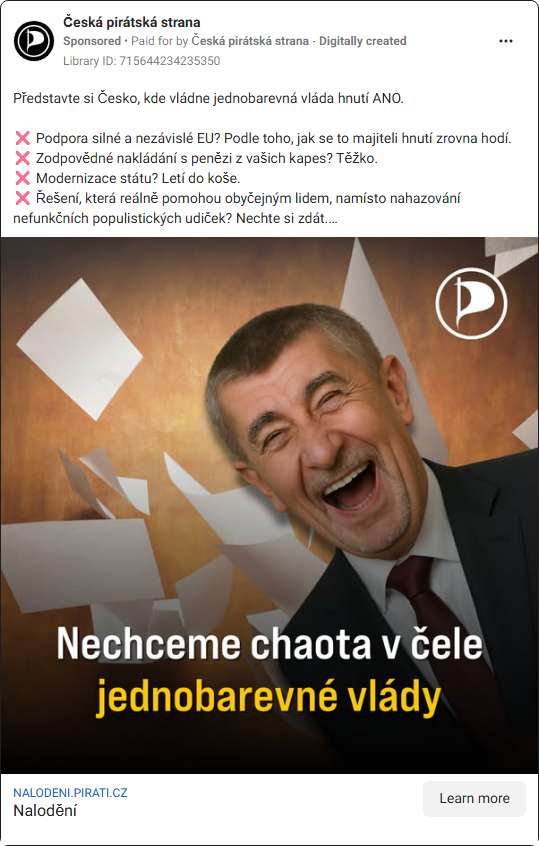 Česká pirátská strana
Sponsored • Paid for by Česká pirátská strana · Digitally created
Library ID: 715644234235350
Představte si Česko, kde vládne jednobarevná vláda hnutí ANO.
❌ Podpora silné a nezávislé EU? Podle toho, jak se to majiteli hnutí zrovna hodí.
❌ Zodpovědné nakládání s penězi z vašich kapes? Těžko.
❌ Modernizace státu? Letí do koše.
❌ Řešení, která reálně pomohou obyčejným lidem, namísto nahazování
nefunkčních populistických udiček? Nechte si zdát....
Nechceme chaota v čele
jednobarevné vlády
NALODENI.PIRATI.CZ
Nalodění
Learn more